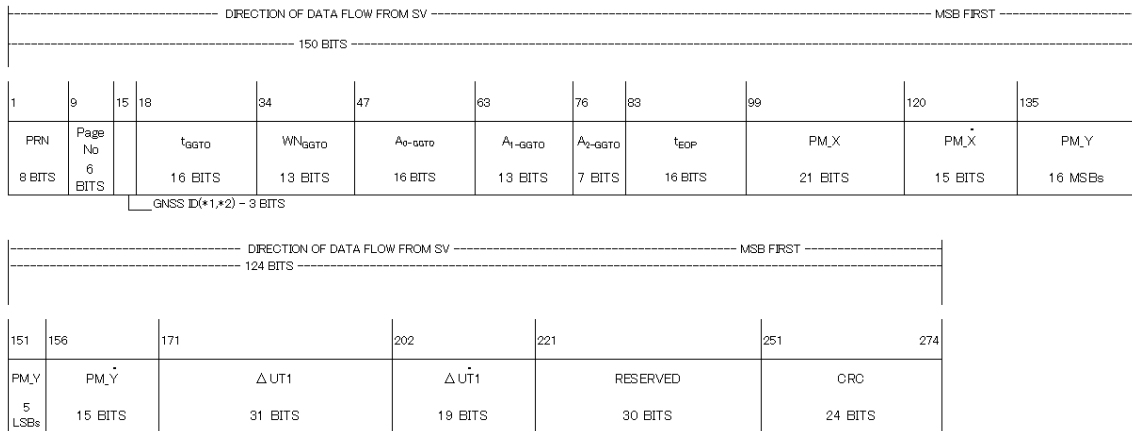 DIRECTION OF DATA FLOW FROM SV MSB FIRST
150 BITS
1 9 15 18 34 47 63 76 83 99 120 135
PRN Page No t_GGTO WN_GGTO A_0-GGTO A_1-GGTO A_2-GGTO t_EOP PM_X PM_Ẋ PM_Y
8 BITS 6 BITS 16 BITS 13 BITS 16 BITS 13 BITS 7 BITS 16 BITS 21 BITS 15 BITS 16 MSBs
GNSS ID(*1,*2) - 3 BITS
DIRECTION OF DATA FLOW FROM SV MSB FIRST
124 BITS
151 156 171 202 221 251 274
PM_Y PM_Ẏ △UT1 △U̇T1 RESERVED CRC
5 LSBs 15 BITS 31 BITS 19 BITS 30 BITS 24 BITS